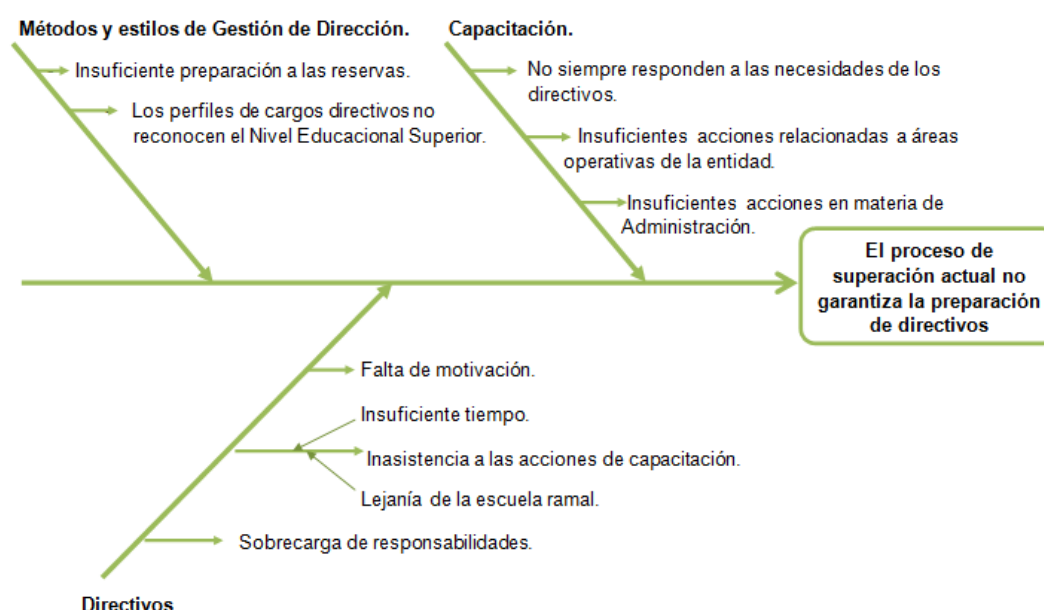 Métodos y estilos de Gestión de Dirección.
Insuficiente preparación a las reservas.
Los perfiles de cargos directivos no
reconocen el Nivel Educacional Superior.
Capacitación.
No siempre responden a las necesidades de los
directivos.
Insuficientes acciones relacionadas a áreas
operativas de la entidad.
Insuficientes acciones en materia de
Administración.
El proceso de
superación actual no
garantiza la preparación
de directivos
Falta de motivación.
Insuficiente tiempo.
Inasistencia a las acciones de capacitación.
Lejanía de la escuela ramal.
Sobrecarga de responsabilidades.
Directivos